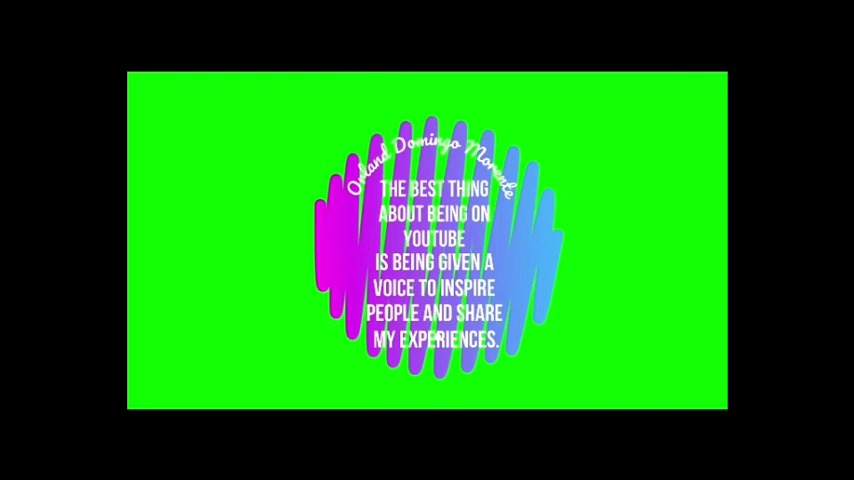 Orland Domingo Morente
THE BEST THING
ABOUT BEING ON
YOUTUBE
IS BEING GIVEN A
VOICE TO INSPIRE
PEOPLE AND SHARE
MY EXPERIENCES.